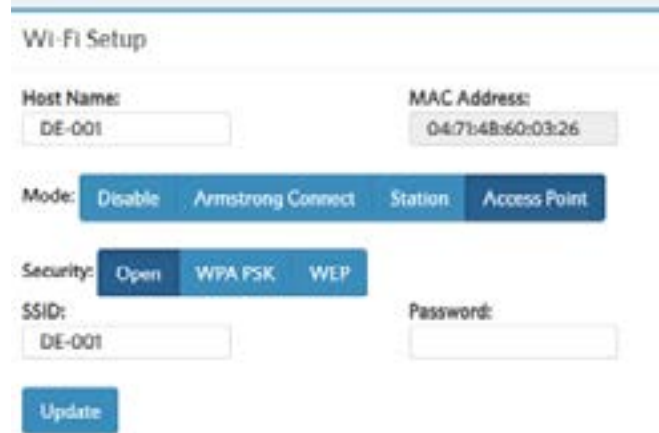 Wi-Fi Setup
Host Name: MAC Address:
DE-001 04:71:4B:60:03:26
Mode: Disable Armstrong Connect Station Access Point
Security: Open WPA PSK WEP
SSID: Password:
DE-001
Update